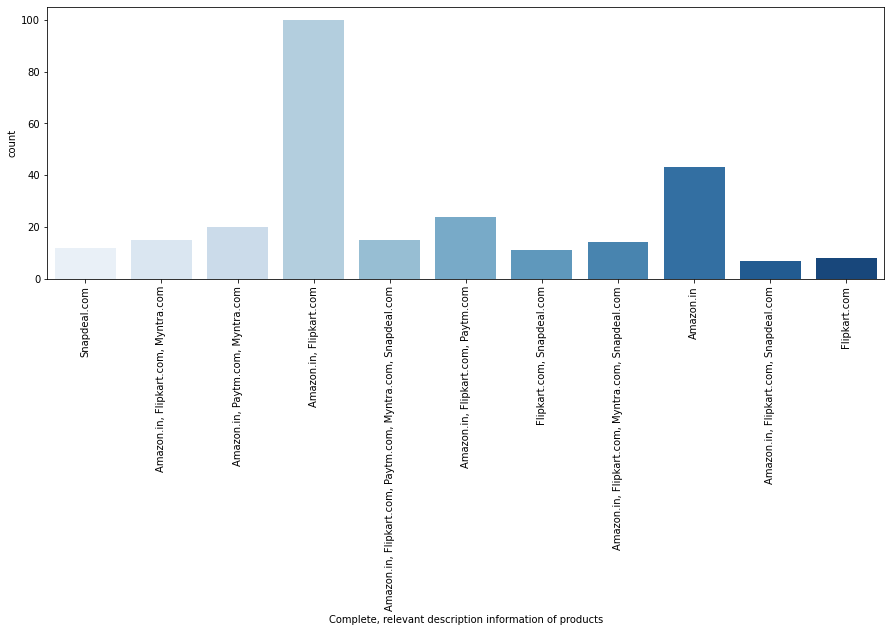 100
80
60
40
20
0
count
Snapdeal.com
Amazon.in, Flipkart.com, Myntra.com
Amazon.in, Paytm.com, Myntra.com
Amazon.in, Flipkart.com
Amazon.in, Flipkart.com, Paytm.com, Myntra.com, Snapdeal.com
Amazon.in, Flipkart.com, Paytm.com
Flipkart.com, Snapdeal.com
Amazon.in, Flipkart.com, Myntra.com, Snapdeal.com
Amazon.in
Amazon.in, Flipkart.com, Snapdeal.com
Flipkart.com
Complete, relevant description information of products